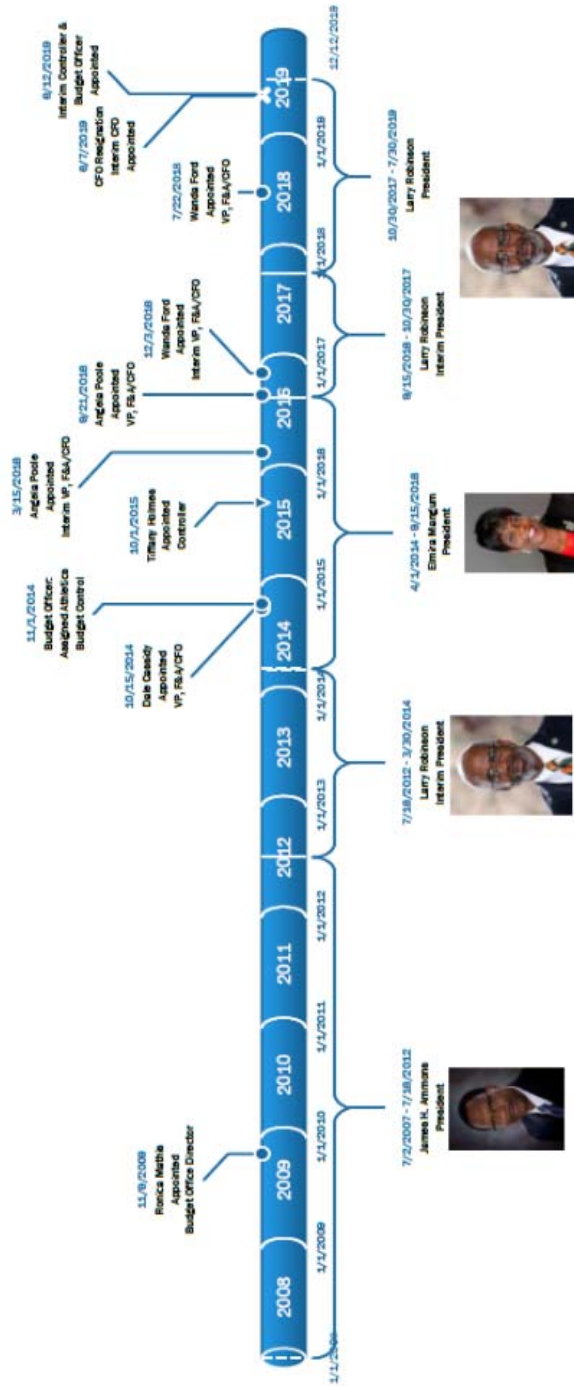 11/9/2009
Ronica Mathis
Appointed
Budget Office Director
10/15/2014
Dale Cassidy
Appointed
VP, F&A/CFO
11/1/2014
Budget Officer:
Assigned Athletics
Budget Control
10/1/2015
Tiffany Holmes
Appointed
Controller
3/15/2016
Angela Poole
Appointed
Interim VP, F&A/CFO
9/21/2016
Angela Poole
Appointed
VP, F&A/CFO
12/3/2016
Wanda Ford
Appointed
Interim VP, F&A/CFO
7/22/2018
Wanda Ford
Appointed
VP, F&A/CFO
6/7/2019
CFO Resignation
Interim CFO
Appointed
6/12/2019
Interim Controller &
Budget Officer
Appointed
2008
2009
2010
2011
2012
2013
2014
2015
2016
2017
2018
2019
1/1/2009
1/1/2010
1/1/2011
1/1/2012
1/1/2013
1/1/2014
1/1/2015
1/1/2016
1/1/2017
1/1/2018
1/1/2019
12/12/2019
7/2/2007 - 7/16/2012
James H. Ammons
President
7/16/2012 - 3/30/2014
Larry Robinson
Interim President
4/1/2014 - 9/15/2016
Elmira Mangum
President
9/15/2016 - 10/30/2017
Larry Robinson
Interim President
10/30/2017 - 7/30/2019
Larry Robinson
President